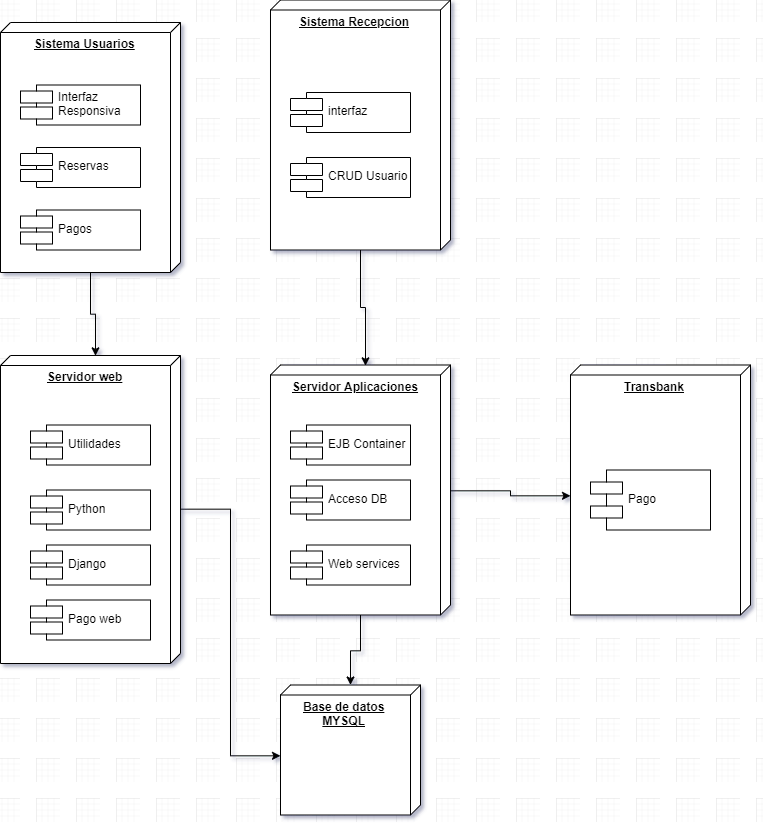 Sistema Usuarios
Interfaz
Responsiva
Reservas
Pagos
Sistema Recepcion
interfaz
CRUD Usuario
Servidor web
Utilidades
Python
Django
Pago web
Servidor Aplicaciones
EJB Container
Acceso DB
Web services
Transbank
Pago
Base de datos
MYSQL